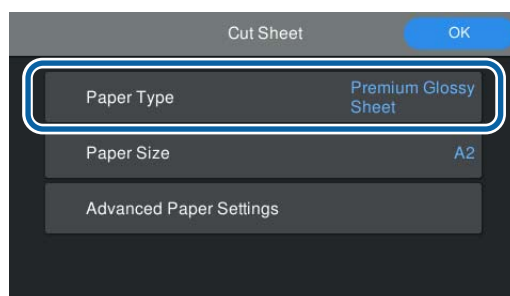 Cut Sheet
OK
Paper Type
Premium Glossy
Sheet
Paper Size
A2
Advanced Paper Settings